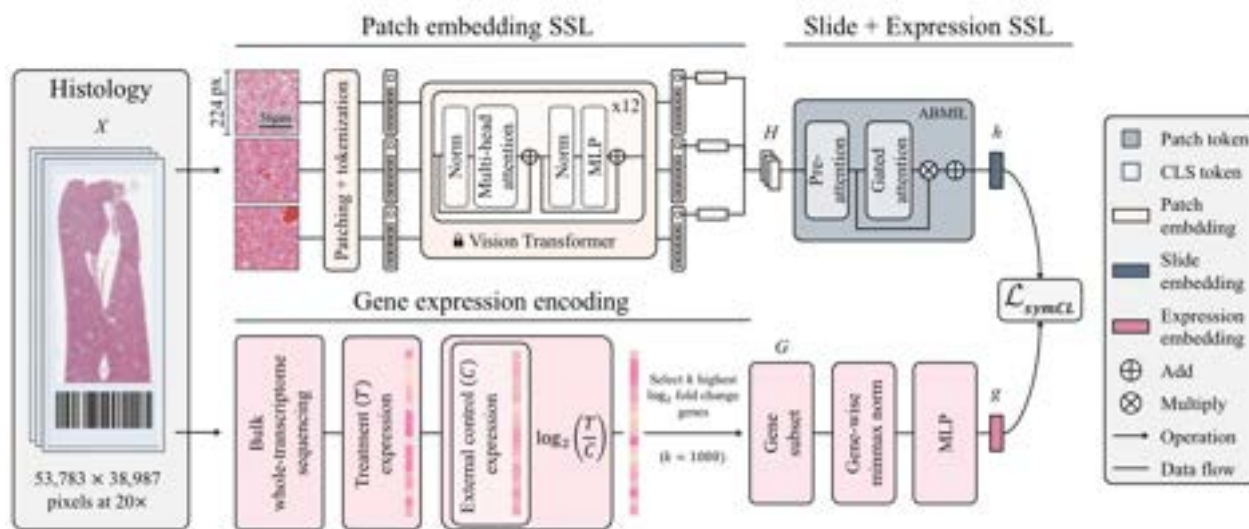 Patch embedding SSL
Slide + Expression SSL
Histology
X
53,783 × 38,987
pixels at 20×
224 px
56μm
Patching + tokenization
Norm
Multi-head
attention
Norm
MLP
x12
Vision Transformer
H
ABMIL
Pre-
attention
Gated
attention
h
Gene expression encoding
Bulk
whole-transcriptome
sequencing
Treatment (T)
expression
External control (C)
expression
log₂(T/C)
Select k highest
log₂ fold change
genes
(k = 1000)
G
Gene
subset
Gene-wise
minmax norm
MLP
g
ℒsymCL
Patch token
CLS token
Patch
embdding
Slide
embedding
Expression
embedding
Add
Multiply
Operation
Data flow